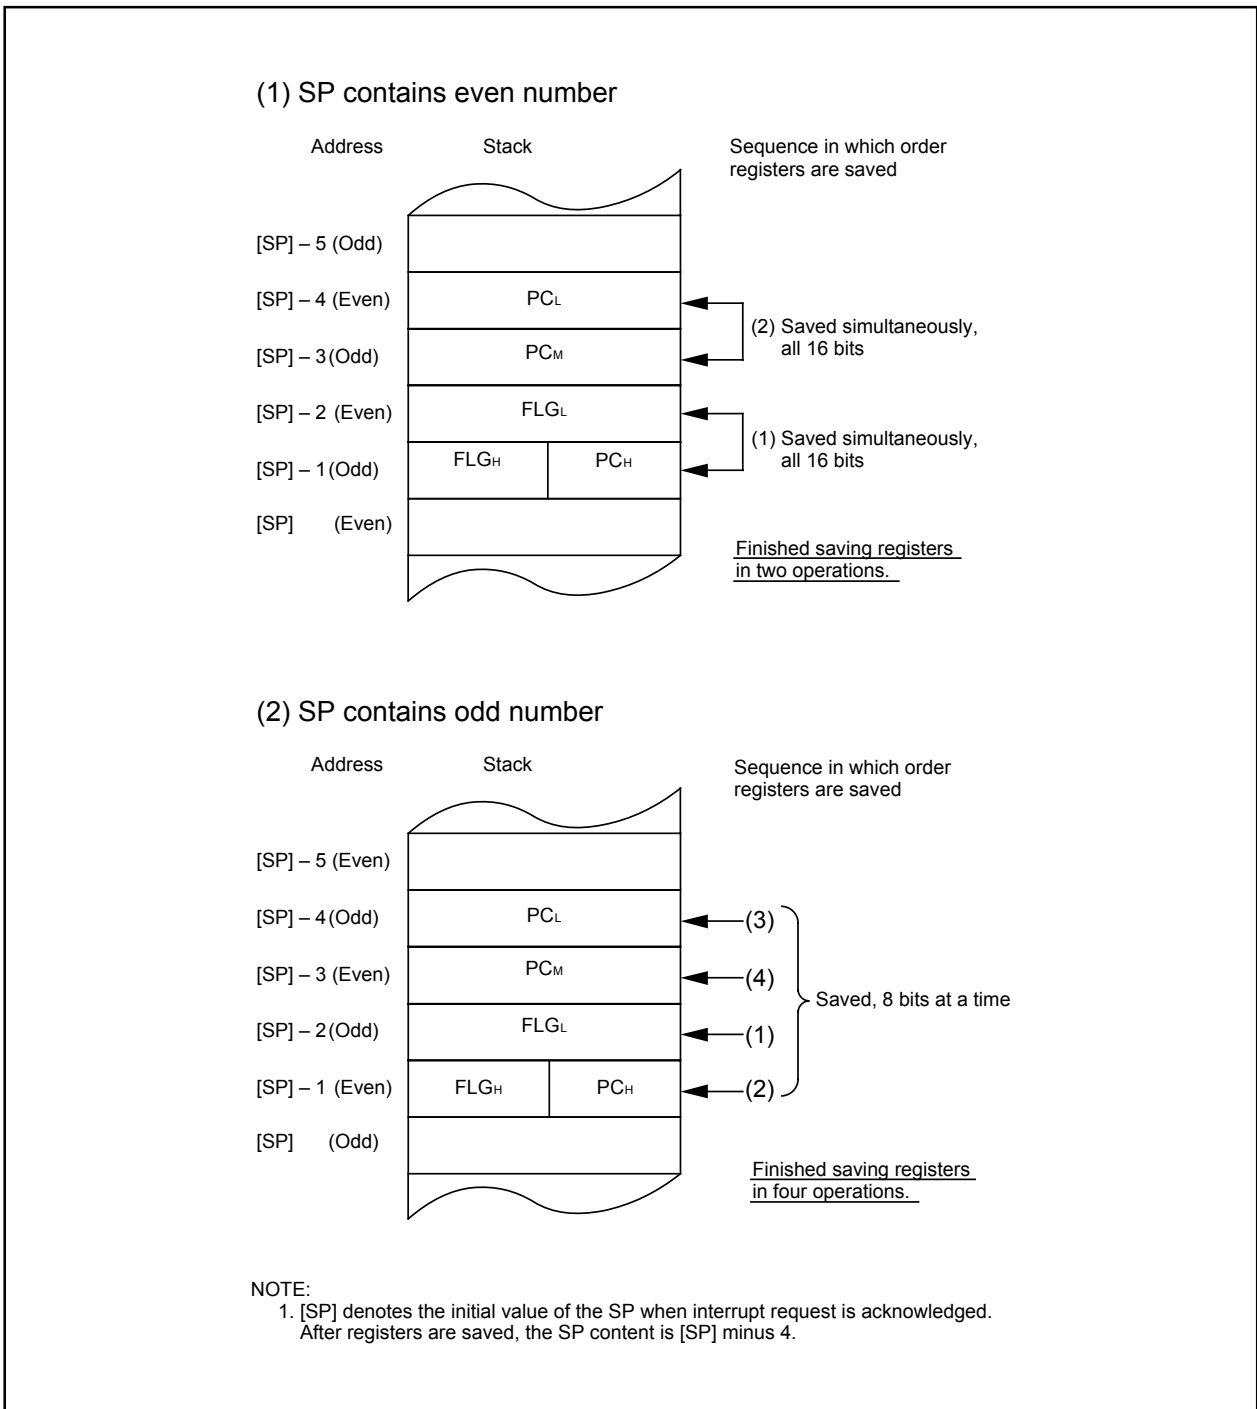 (1) SP contains even number
Address Stack Sequence in which order
registers are saved
[SP] – 5 (Odd)
[SP] – 4 (Even) PCL
(2) Saved simultaneously,
all 16 bits
[SP] – 3 (Odd) PCM
[SP] – 2 (Even) FLGL
(1) Saved simultaneously,
all 16 bits
[SP] – 1 (Odd) FLGH PCH
[SP] (Even)
Finished saving registers
in two operations.
(2) SP contains odd number
Address Stack Sequence in which order
registers are saved
[SP] – 5 (Even)
[SP] – 4 (Odd) PCL (3)
[SP] – 3 (Even) PCM (4)
Saved, 8 bits at a time
[SP] – 2 (Odd) FLGL (1)
[SP] – 1 (Even) FLGH PCH (2)
[SP] (Odd)
Finished saving registers
in four operations.
NOTE:
1. [SP] denotes the initial value of the SP when interrupt request is acknowledged.
After registers are saved, the SP content is [SP] minus 4.